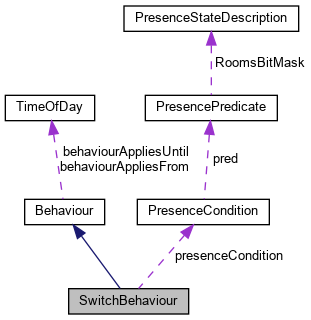 PresenceStateDescription
RoomsBitMask
TimeOfDay
PresencePredicate
behaviourAppliesUntil
behaviourAppliesFrom
pred
Behaviour
PresenceCondition
presenceCondition
SwitchBehaviour